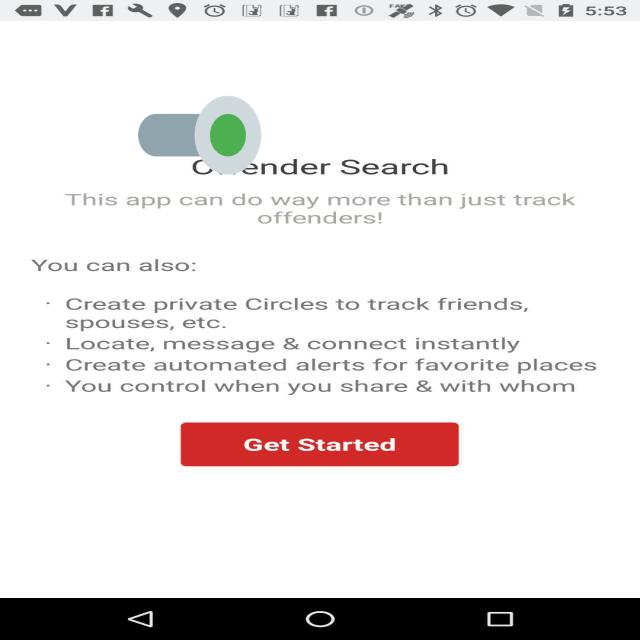 5:53
Offender Search
This app can do way more than just track
offenders!
You can also:
· Create private Circles to track friends,
spouses, etc.
· Locate, message & connect instantly
· Create automated alerts for favorite places
· You control when you share & with whom
Get Started